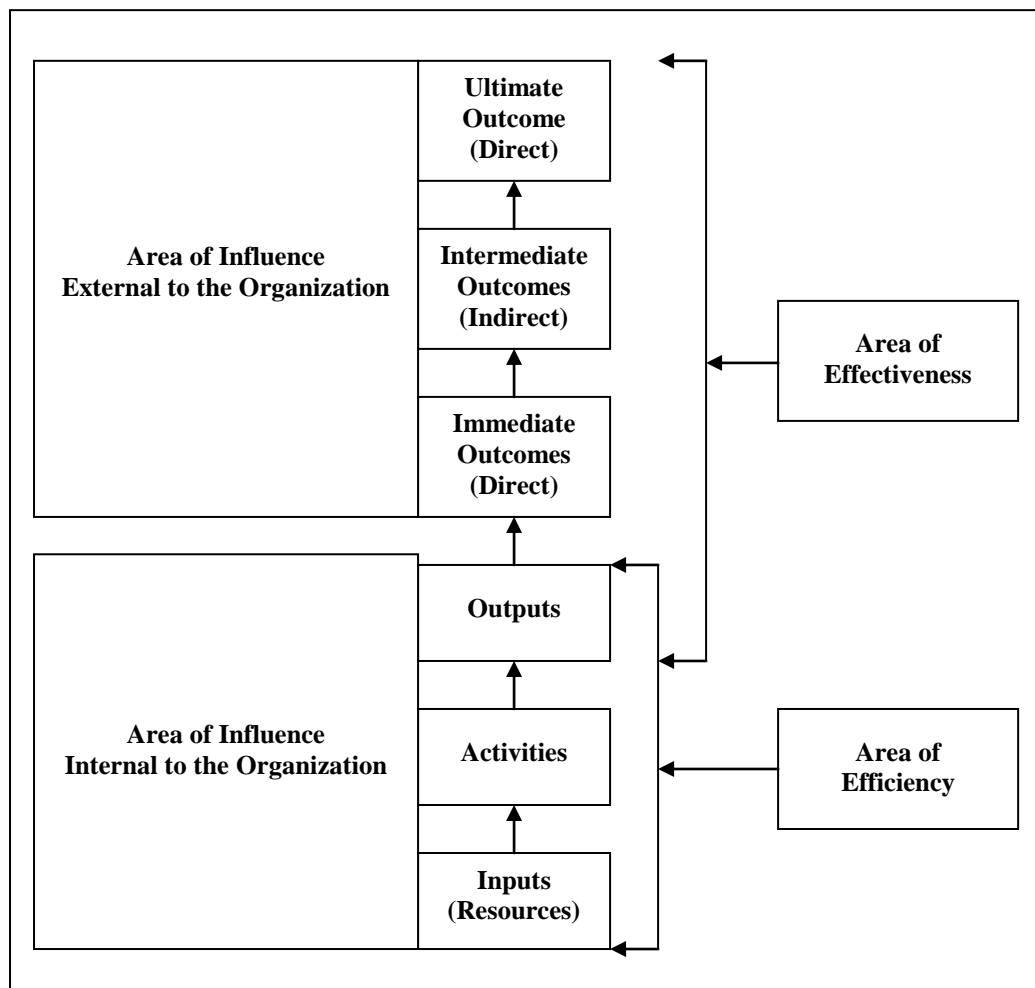 Ultimate
Outcome
(Direct)
Area of Influence
External to the Organization
Intermediate
Outcomes
(Indirect)
Area of
Effectiveness
Immediate
Outcomes
(Direct)
Outputs
Area of Influence
Internal to the Organization
Activities
Area of
Efficiency
Inputs
(Resources)